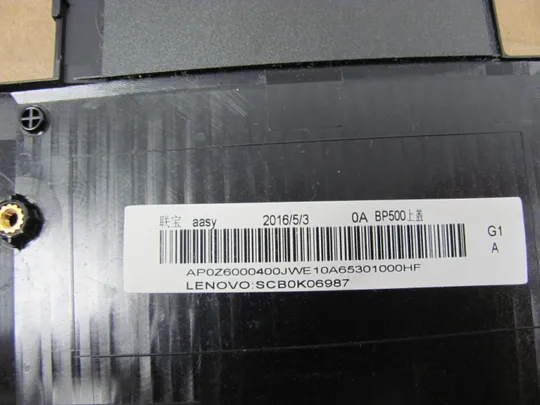 联宝 aasy 2016/5/3 0A BP500上盖
G1
A
AP0Z6000400JWE10A65301000HF
LENOVO:SCB0K06987